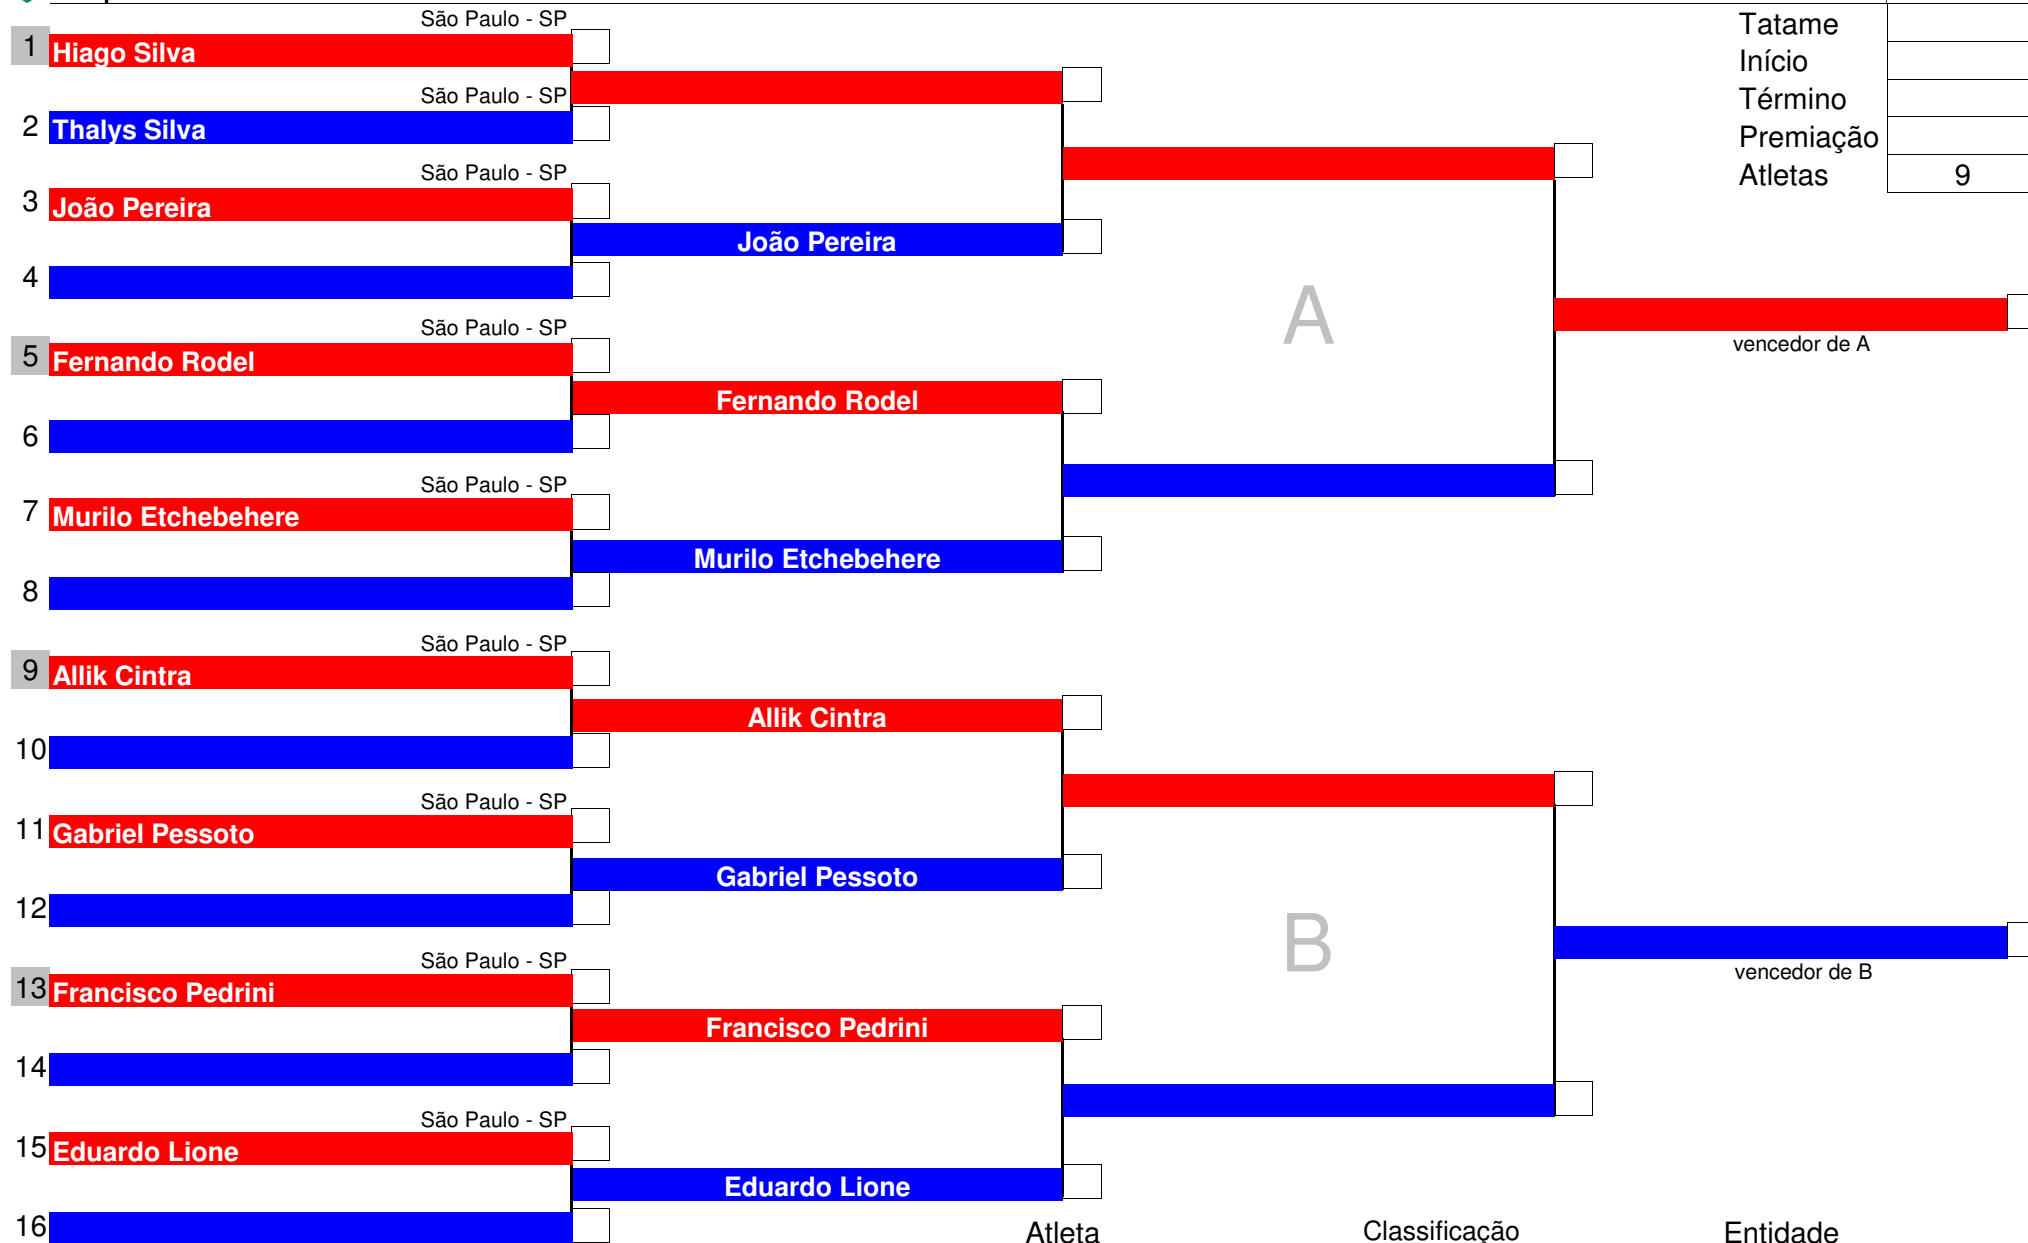 São Paulo - SP
1 Hiago Silva
São Paulo - SP
2 Thalys Silva
São Paulo - SP
3 João Pereira
João Pereira
4
São Paulo - SP
5 Fernando Rodel
Fernando Rodel
6
São Paulo - SP
7 Murilo Etchebehere
Murilo Etchebehere
8
São Paulo - SP
9 Allik Cintra
Allik Cintra
10
São Paulo - SP
11 Gabriel Pessoto
Gabriel Pessoto
12
São Paulo - SP
13 Francisco Pedrini
Francisco Pedrini
14
São Paulo - SP
15 Eduardo Lione
Eduardo Lione
16
A
B
Tatame
Início
Término
Premiação
Atletas 9
vencedor de A
vencedor de B
Atleta Classificação Entidade